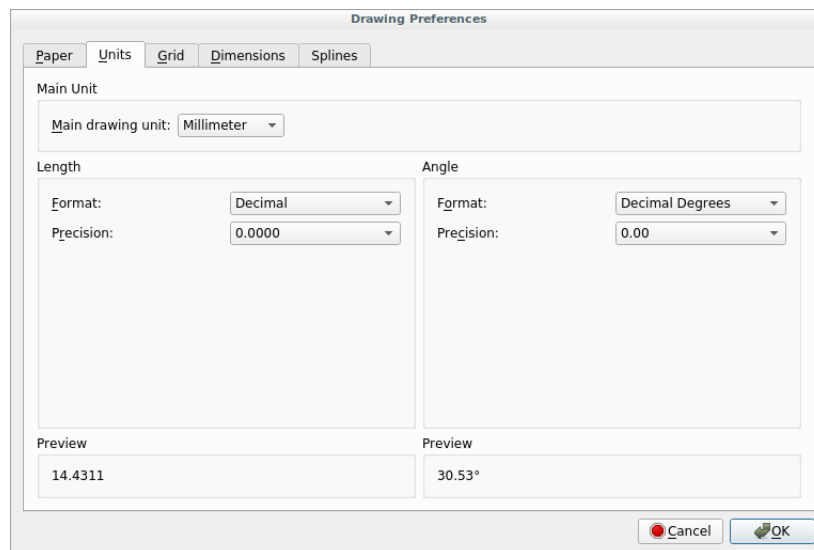 Drawing Preferences
Paper Units Grid Dimensions Splines
Main Unit
Main drawing unit: Millimeter
Length Angle
Format: Decimal Format: Decimal Degrees
Precision: 0.0000 Precision: 0.00
Preview Preview
14.4311 30.53°
Cancel OK